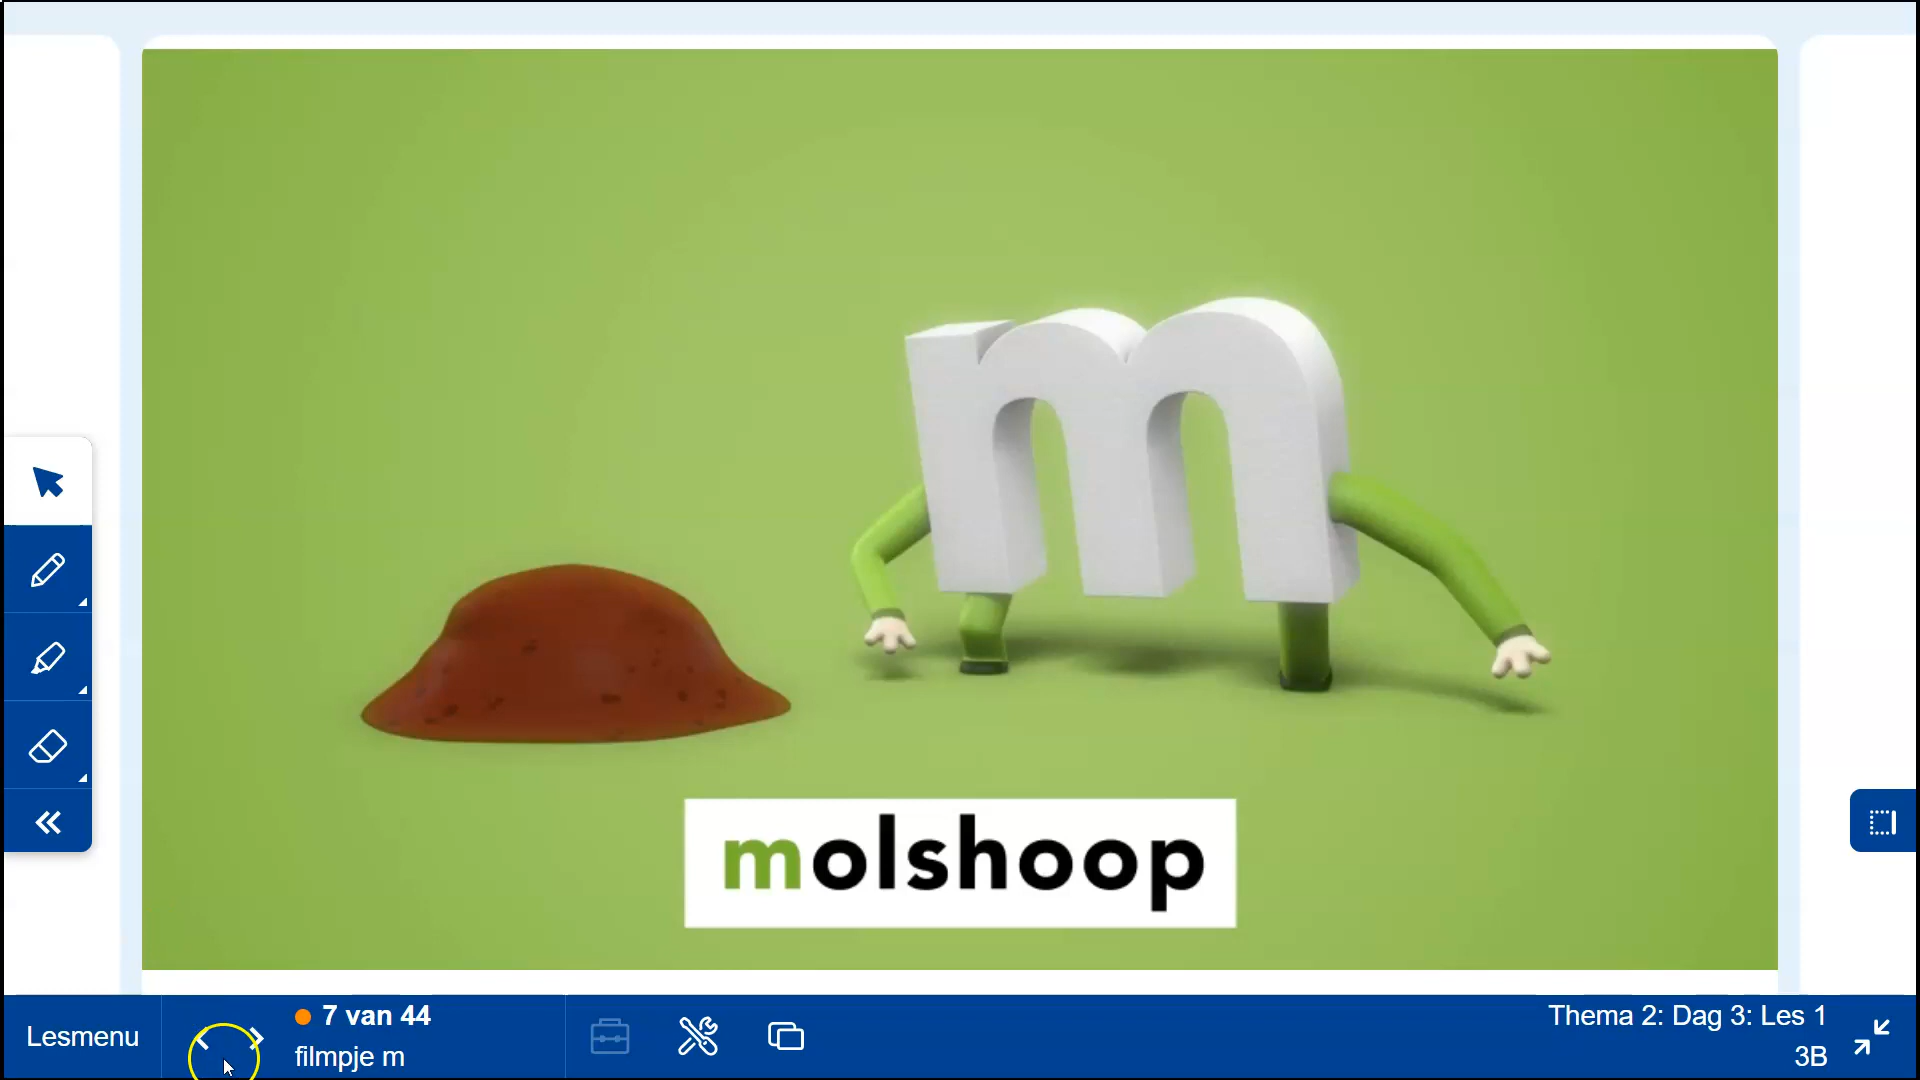 m
molshoop
Lesmenu
7 van 44
filmpje m
Thema 2: Dag 3: Les 1
3B